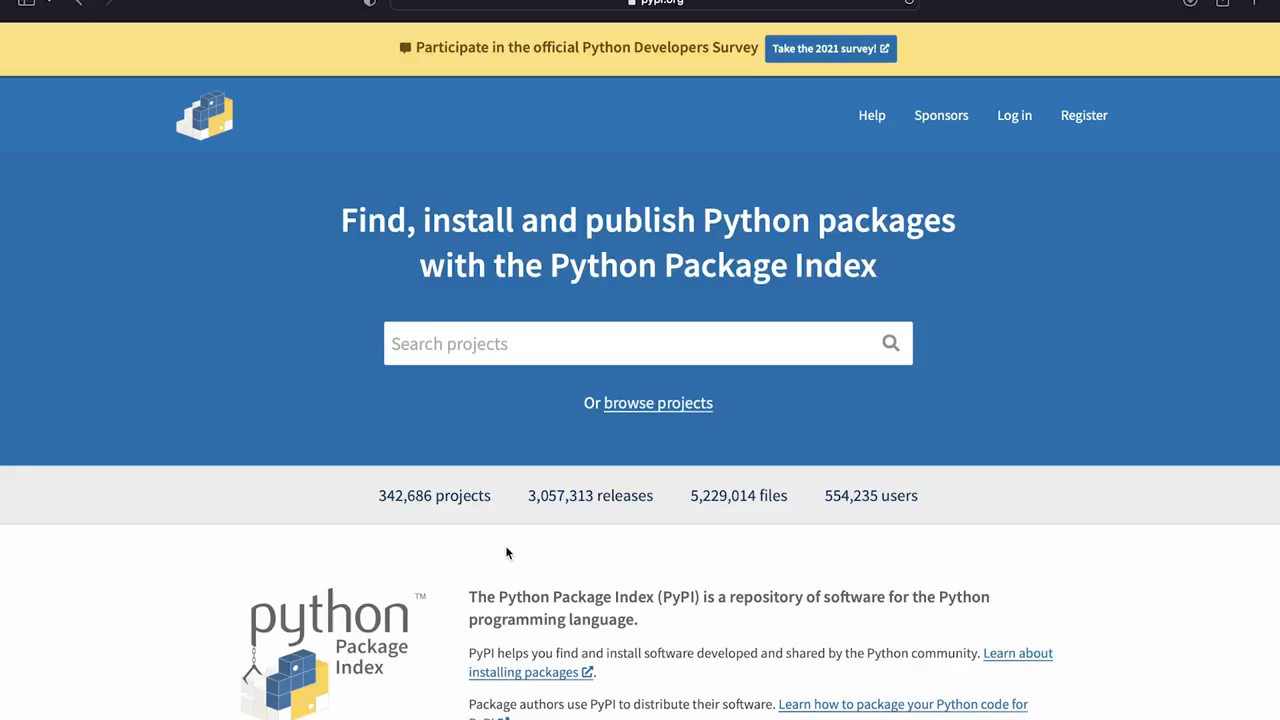 pypi.org
Participate in the official Python Developers Survey
Take the 2021 survey!
Help
Sponsors
Log in
Register
Find, install and publish Python packages
with the Python Package Index
Search projects
Or browse projects
342,686 projects
3,057,313 releases
5,229,014 files
554,235 users
python™
Package
Index
The Python Package Index (PyPI) is a repository of software for the Python
programming language.
PyPI helps you find and install software developed and shared by the Python community. Learn about
installing packages.
Package authors use PyPI to distribute their software. Learn how to package your Python code for
PyPI